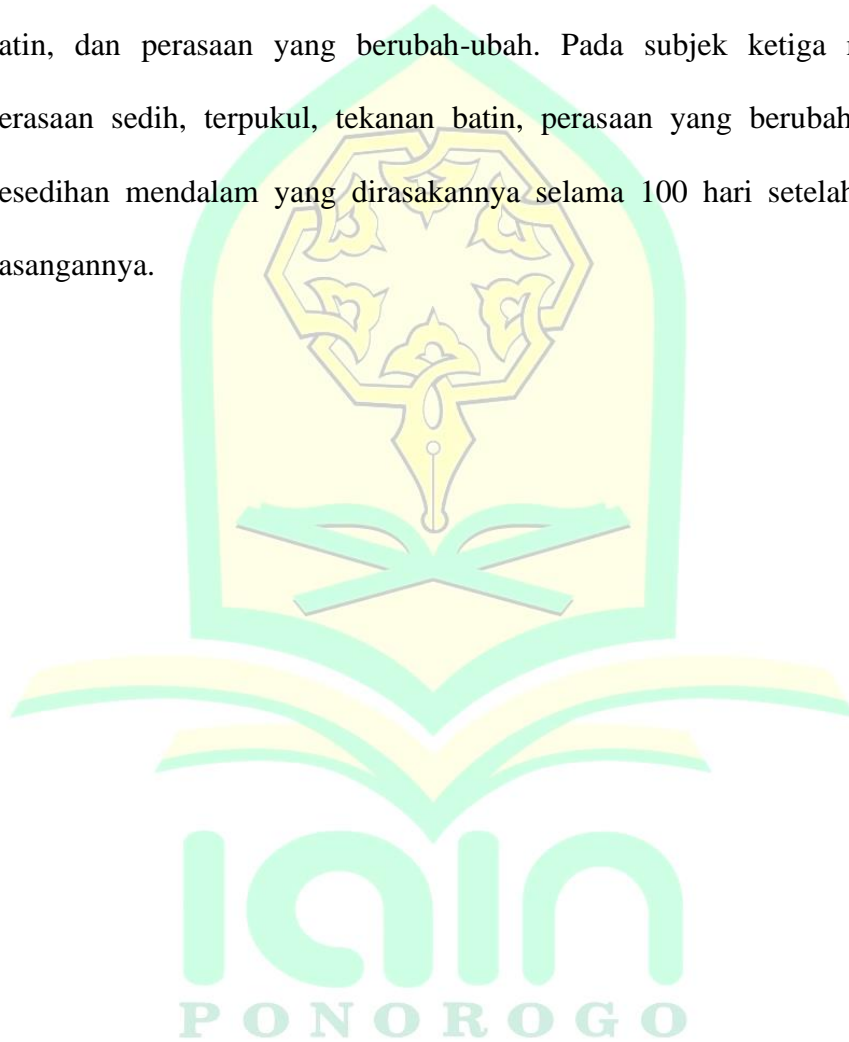 atin, dan perasaan yang berubah-ubah. Pada subjek ketiga
erasaan sedih, terpukul, tekanan batin, perasaan yang berubah
esedihan mendalam yang dirasakannya selama 100 hari setelah
asangannya.
iain
PONOROGO